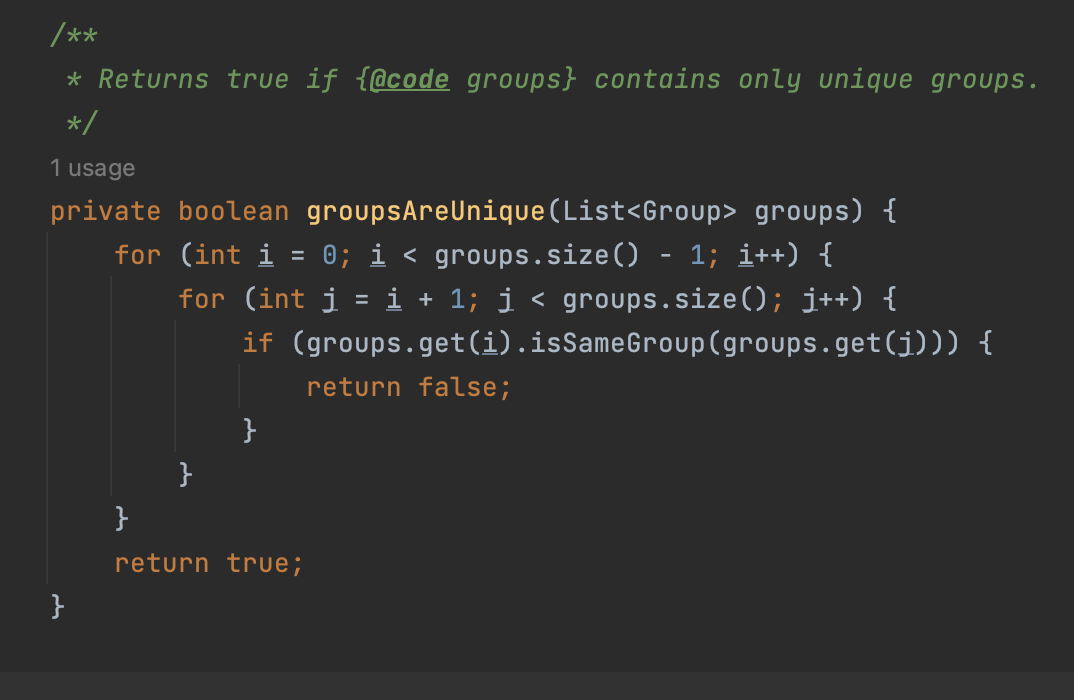 /**
 * Returns true if {@code groups} contains only unique groups.
 */
1 usage
private boolean groupsAreUnique(List<Group> groups) {
    for (int i = 0; i < groups.size() - 1; i++) {
        for (int j = i + 1; j < groups.size(); j++) {
            if (groups.get(i).isSameGroup(groups.get(j))) {
                return false;
            }
        }
    }
    return true;
}